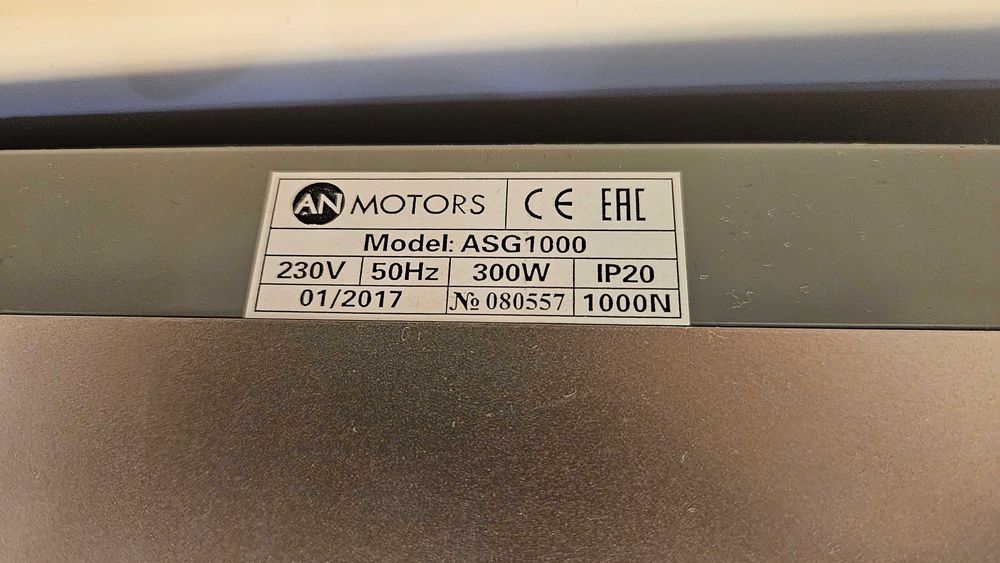 AN MOTORS CE EAC
Model: ASG1000
230V 50Hz 300W IP20
01/2017 № 080557 1000N